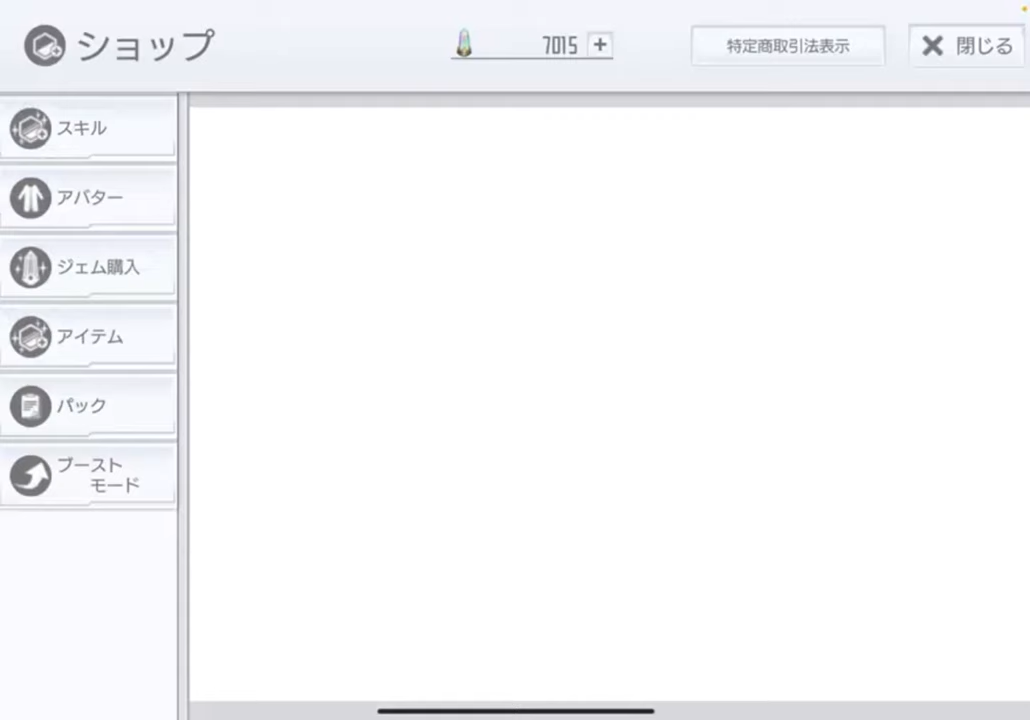 ショップ
7015
特定商取引法表示
閉じる
スキル
アバター
ジェム購入
アイテム
パック
ブースト
モード